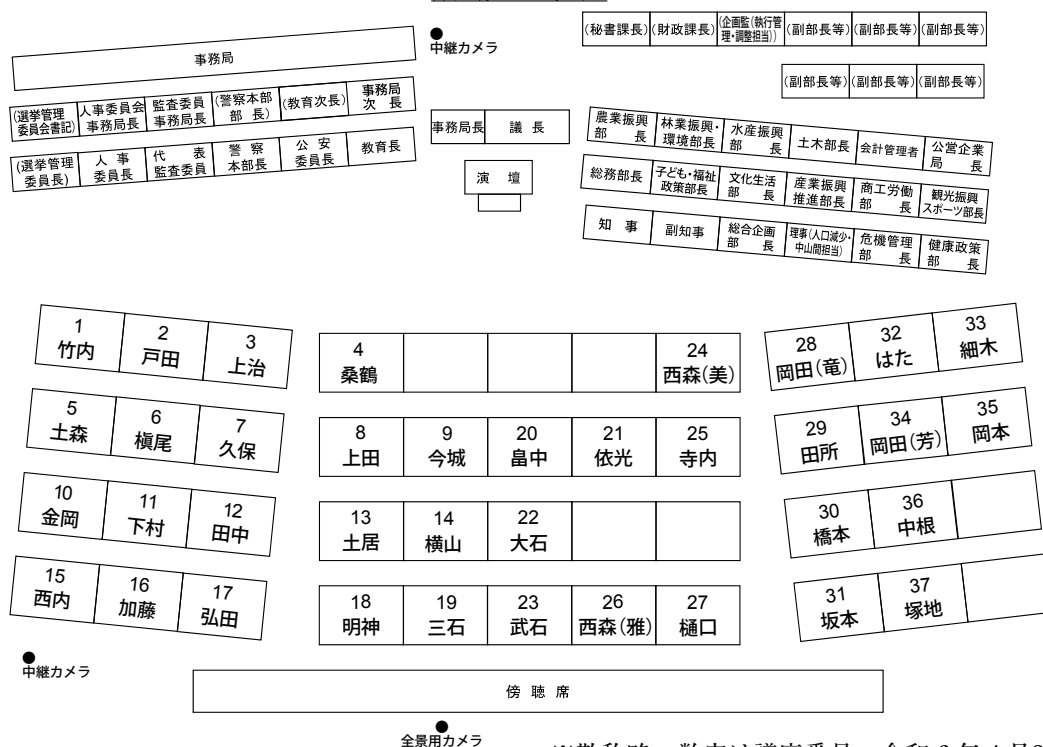 中継カメラ
(秘書課長)
(財政課長)
(企画監(執行管
理・調整担当))
(副部長等)
(副部長等)
(副部長等)
(副部長等)
(副部長等)
(副部長等)
事務局
(選挙管理
委員会書記)
人事委員会
事務局長
監査委員
事務局長
(警察本部
部 長)
(教育次長)
事務局
次 長
(選挙管理
委員長)
人 事
委員長
代 表
監査委員
警 察
本部長
公 安
委員長
教育長
事務局長
議 長
演 壇
農業振興
部 長
林業振興・
環境部長
水産振興
部 長
土木部長
会計管理者
公営企業
局 長
総務部長
子ども・福祉
政策部長
文化生活
部 長
産業振興
推進部長
商工労働
部 長
観光振興
スポーツ部長
知 事
副知事
総合企画
部 長
理事(人口減少・
中山間担当)
危機管理
部 長
健康政策
部 長
1
竹内
2
戸田
3
上治
4
桑鶴
24
西森(美)
28
岡田(竜)
32
はた
33
細木
5
土森
6
槇尾
7
久保
8
上田
9
今城
20
畠中
21
依光
25
寺内
29
田所
34
岡田(芳)
35
岡本
10
金岡
11
下村
12
田中
13
土居
14
横山
22
大石
30
橋本
36
中根
15
西内
16
加藤
17
弘田
18
明神
19
三石
23
武石
26
西森(雅)
27
樋口
31
坂本
37
塚地
中継カメラ
傍 聴 席
全景用カメラ